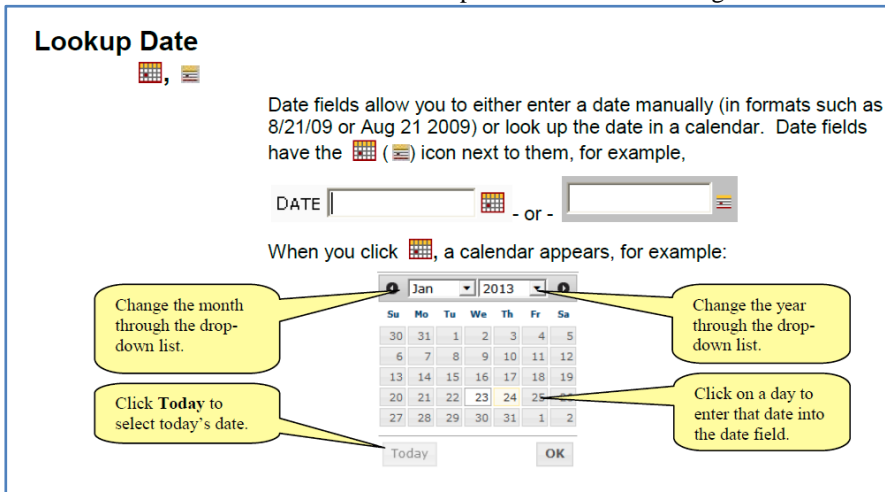 Lookup Date
,
Date fields allow you to either enter a date manually (in formats such as
8/21/09 or Aug 21 2009) or look up the date in a calendar. Date fields
have the ( ) icon next to them, for example,
DATE - or -
When you click , a calendar appears, for example:
Jan 2013
Su Mo Tu We Th Fr Sa
30 31 1 2 3 4 5
6 7 8 9 10 11 12
13 14 15 16 17 18 19
20 21 22 23 24 25 26
27 28 29 30 31 1 2
Today OK
Change the month
through the drop-
down list.
Click Today to
select today's date.
Change the year
through the drop-
down list.
Click on a day to
enter that date into
the date field.